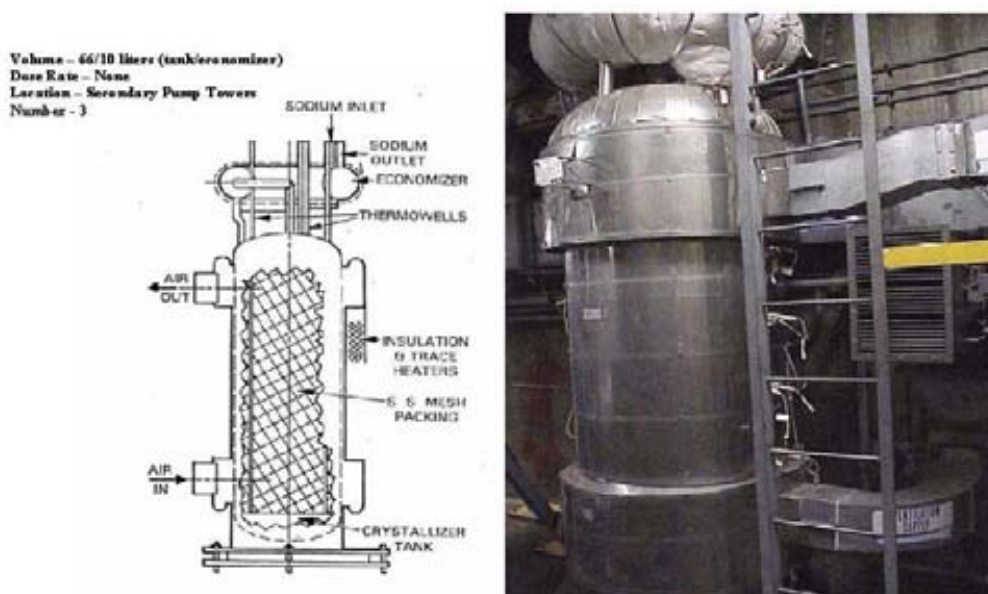 Volume – 66/10 liters (tank/economizer)
Dose Rate – None
Location – Secondary Pump Towers
Number - 3
SODIUM INLET
SODIUM
OUTLET
ECONOMIZER
THERMOWELLS
AIR
OUT
INSULATION
& TRACE
HEATERS
S. S. MESH
PACKING
AIR
IN
CRYSTALLIZER
TANK